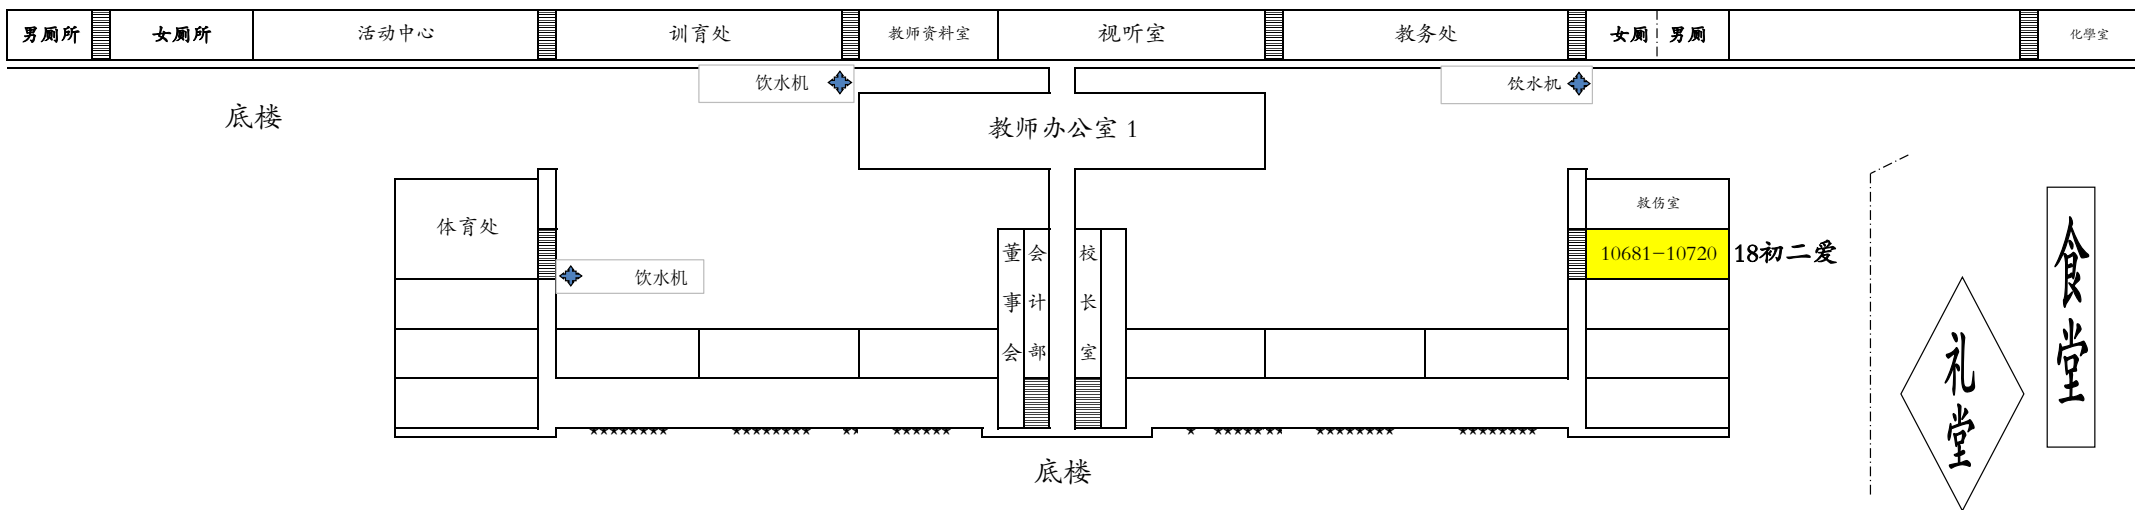 男厕所 女厕所 活动中心 训育处 教师资料室 视听室 教务处 女厕 男厕 化學室
饮水机 饮水机
底楼
教师办公室 1
体育处
救伤室
董事会
会计部
校长室
10681-10720 18初二爱
饮水机
食堂
礼堂
底楼